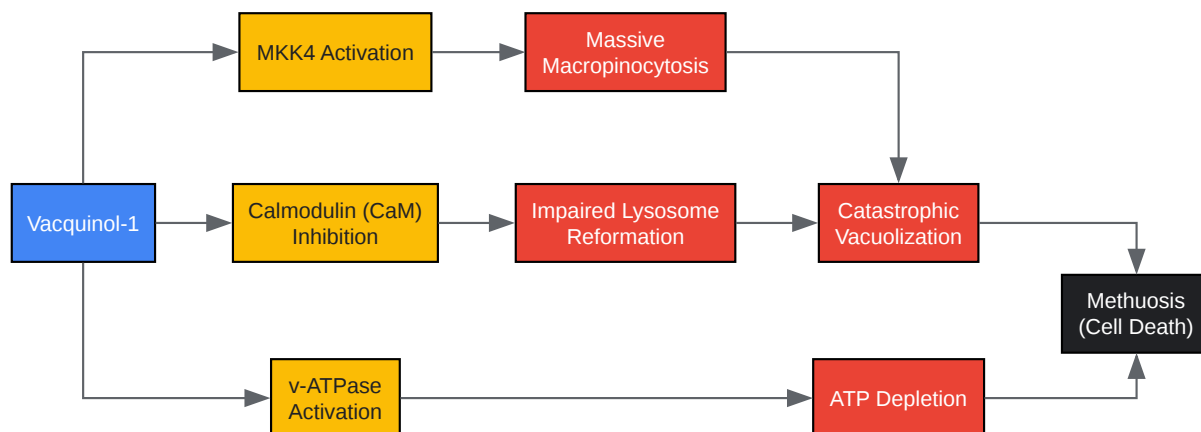 MKK4 Activation
Massive
Macropinocytosis
Vacquinol-1
Calmodulin (CaM)
Inhibition
Impaired Lysosome
Reformation
Catastrophic
Vacuolization
Methuosis
(Cell Death)
v-ATPase
Activation
ATP Depletion